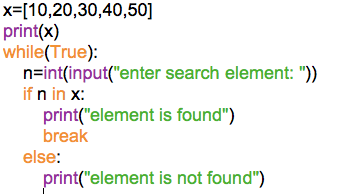 x=[10,20,30,40,50]
print(x)
while(True):
    n=int(input("enter search element: "))
    if n in x:
        print("element is found")
        break
    else:
        print("element is not found")